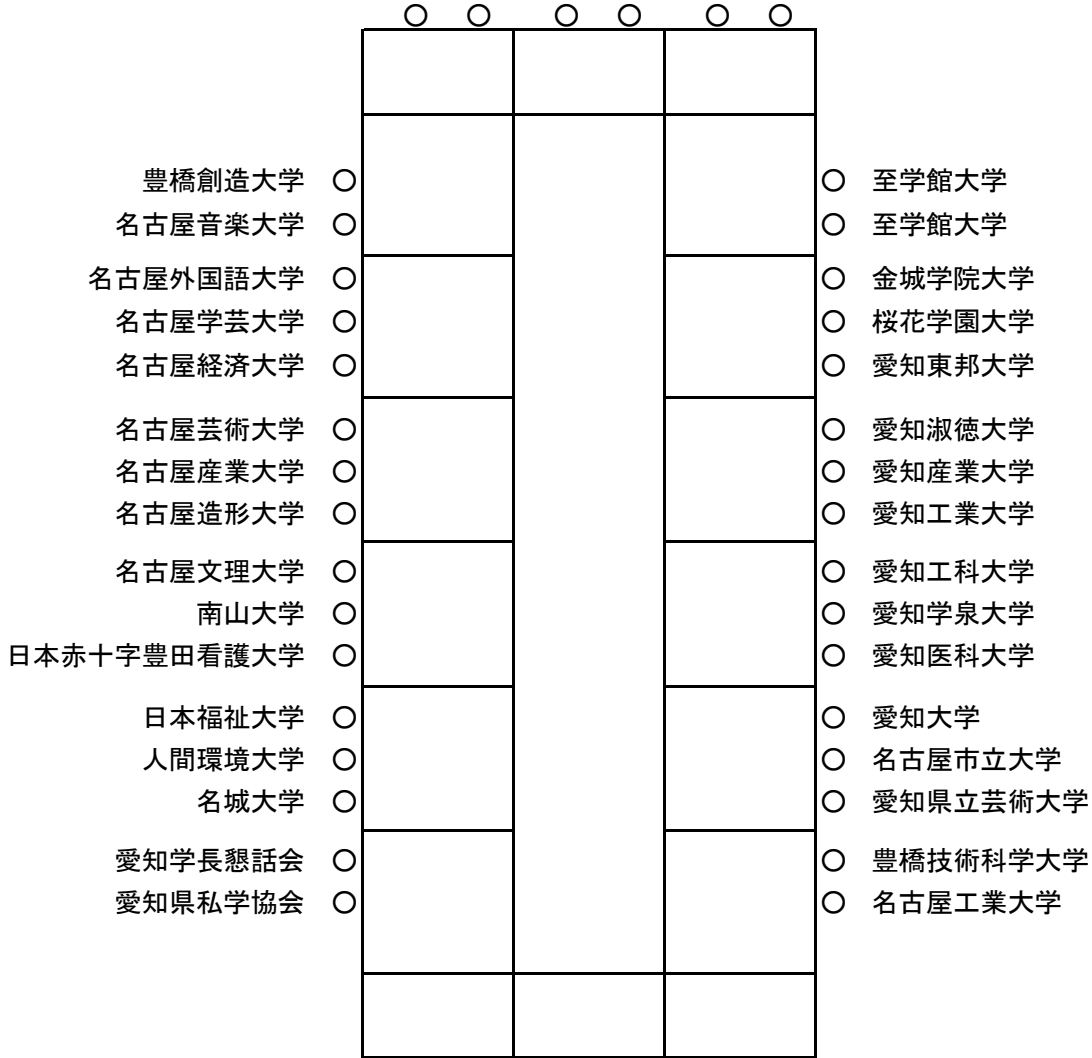 ○ ○ ○ ○ ○ ○
豊橋創造大学 ○
名古屋音楽大学 ○
名古屋外国語大学 ○
名古屋学芸大学 ○
名古屋経済大学 ○
名古屋芸術大学 ○
名古屋産業大学 ○
名古屋造形大学 ○
名古屋文理大学 ○
南山大学 ○
日本赤十字豊田看護大学 ○
日本福祉大学 ○
人間環境大学 ○
名城大学 ○
愛知学長懇話会 ○
愛知県私学協会 ○
○ 至学館大学
○ 至学館大学
○ 金城学院大学
○ 桜花学園大学
○ 愛知東邦大学
○ 愛知淑徳大学
○ 愛知産業大学
○ 愛知工業大学
○ 愛知工科大学
○ 愛知学泉大学
○ 愛知医科大学
○ 愛知大学
○ 名古屋市立大学
○ 愛知県立芸術大学
○ 豊橋技術科学大学
○ 名古屋工業大学